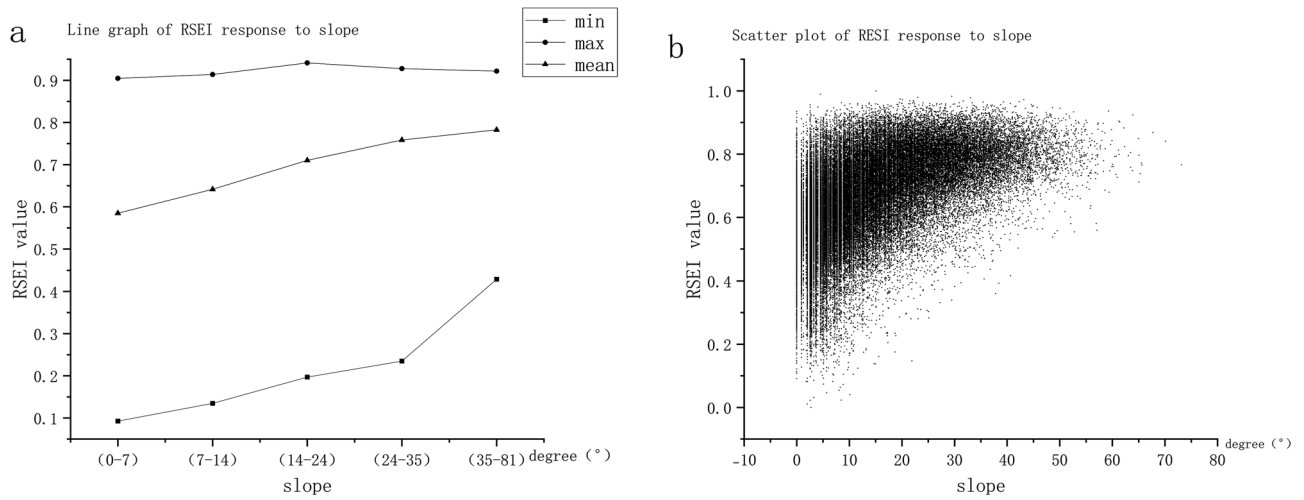 a
Line graph of RSEI response to slope
min
max
mean
RSEI value
0.9
0.8
0.7
0.6
0.5
0.4
0.3
0.2
0.1
(0-7) (7-14) (14-24) (24-35) (35-81) degree (°)
slope
b
Scatter plot of RESI response to slope
RSEI value
1.0
0.8
0.6
0.4
0.2
0.0
-10 0 10 20 30 40 50 60 70 80
degree (°)
slope